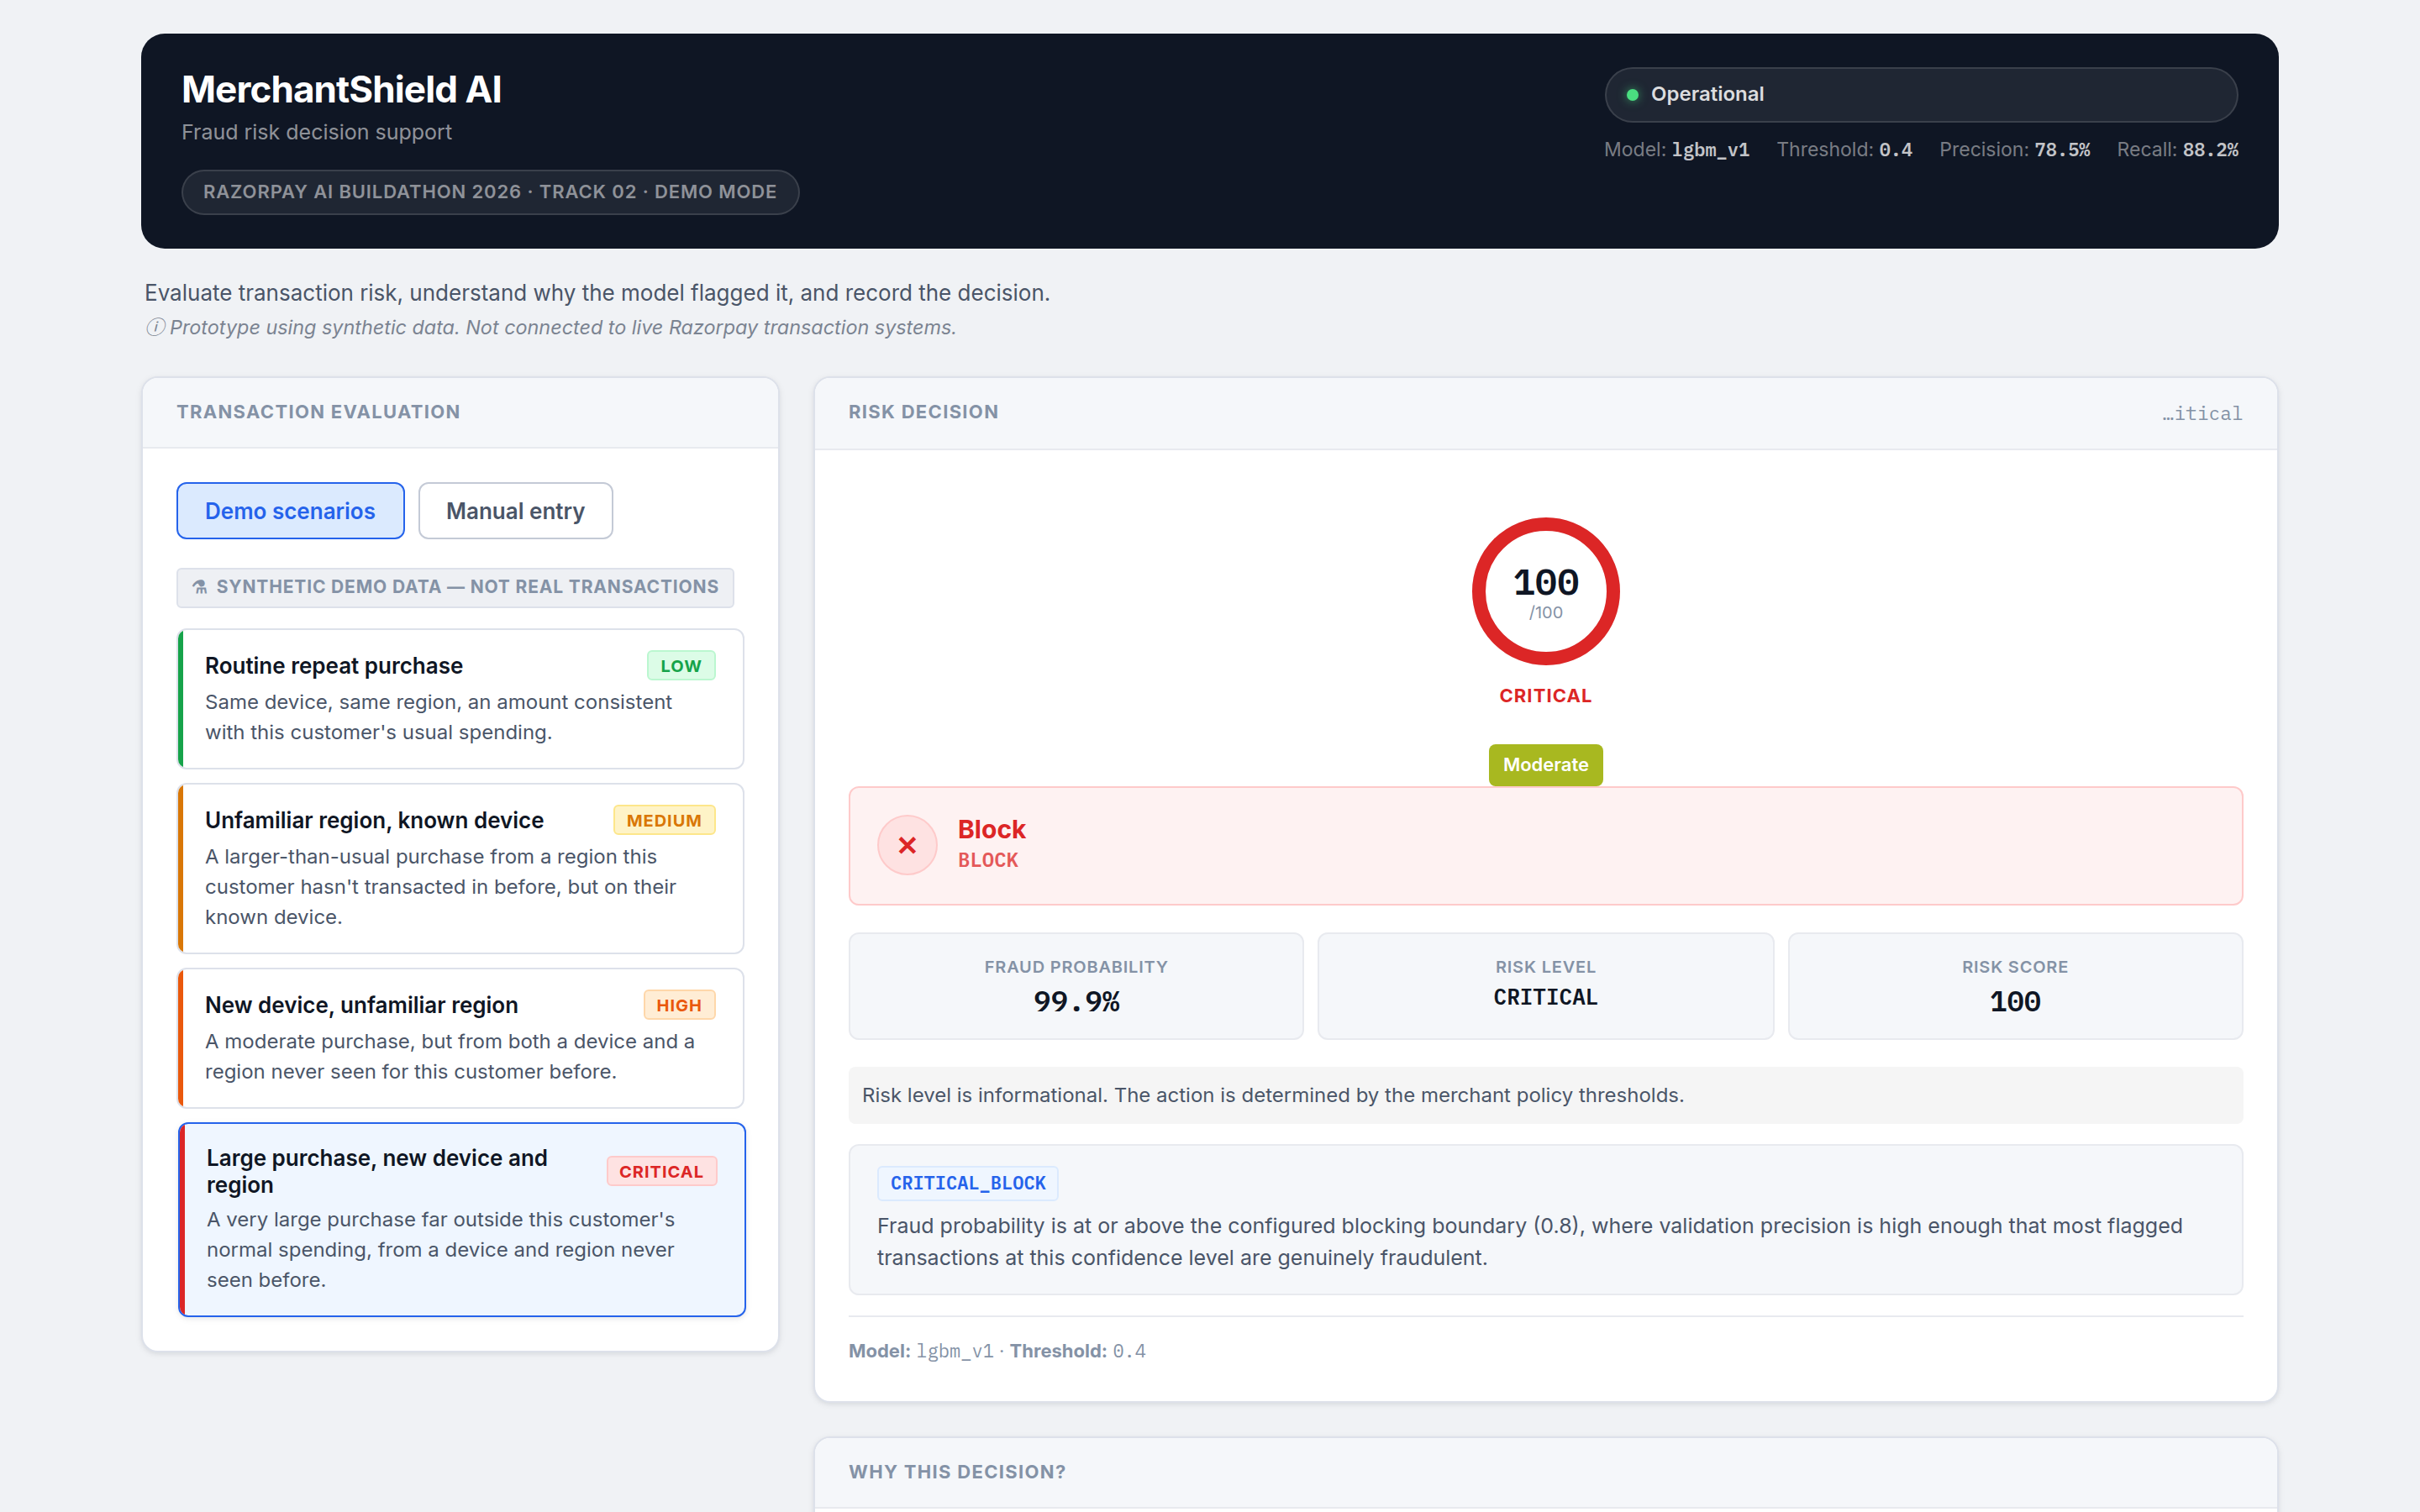 MerchantShield AI
Fraud risk decision support
RAZORPAY AI BUILDATHON 2026 · TRACK 02 · DEMO MODE
Operational
Model: lgbm_v1 Threshold: 0.4 Precision: 78.5% Recall: 88.2%
Evaluate transaction risk, understand why the model flagged it, and record the decision.
ⓘ Prototype using synthetic data. Not connected to live Razorpay transaction systems.
TRANSACTION EVALUATION
Demo scenarios
Manual entry
⚗ SYNTHETIC DEMO DATA — NOT REAL TRANSACTIONS
Routine repeat purchase
LOW
Same device, same region, an amount consistent
with this customer's usual spending.
Unfamiliar region, known device
MEDIUM
A larger-than-usual purchase from a region this
customer hasn't transacted in before, but on their
known device.
New device, unfamiliar region
HIGH
A moderate purchase, but from both a device and a
region never seen for this customer before.
Large purchase, new device and
region
CRITICAL
A very large purchase far outside this customer's
normal spending, from a device and region never
seen before.
RISK DECISION
…itical
100
/100
CRITICAL
Moderate
✕
Block
BLOCK
FRAUD PROBABILITY
99.9%
RISK LEVEL
CRITICAL
RISK SCORE
100
Risk level is informational. The action is determined by the merchant policy thresholds.
CRITICAL_BLOCK
Fraud probability is at or above the configured blocking boundary (0.8), where validation precision is high enough that most flagged
transactions at this confidence level are genuinely fraudulent.
Model: lgbm_v1 · Threshold: 0.4
WHY THIS DECISION?